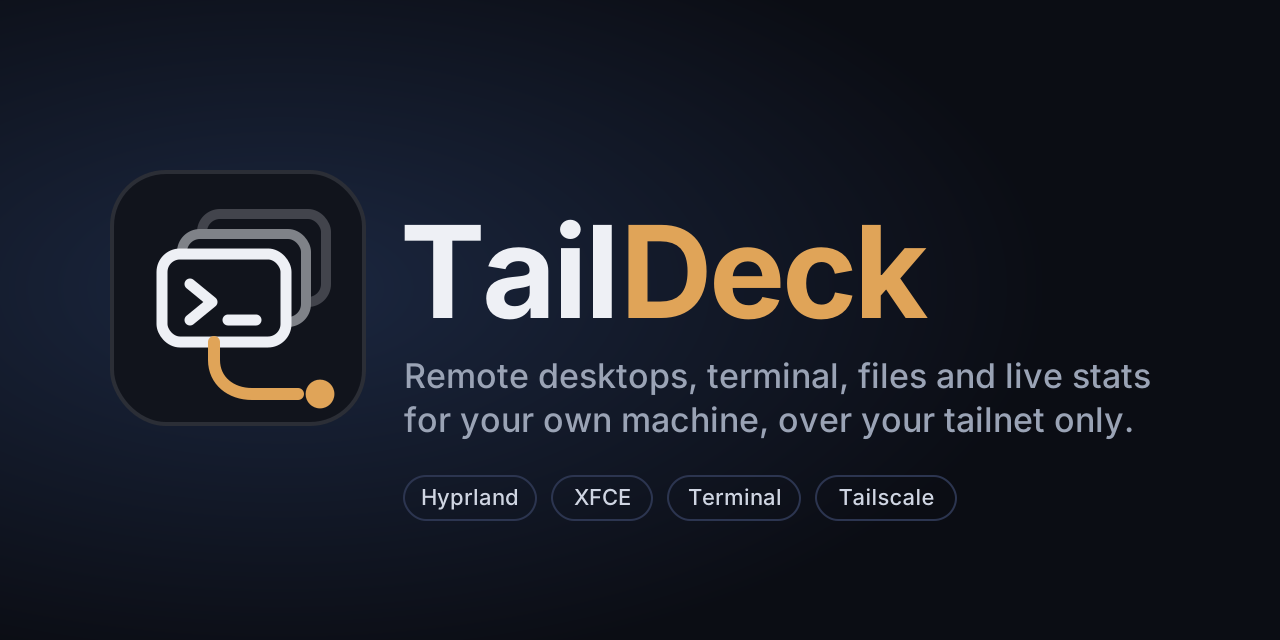 TailDeck
Remote desktops, terminal, files and live stats
for your own machine, over your tailnet only.
Hyprland XFCE Terminal Tailscale